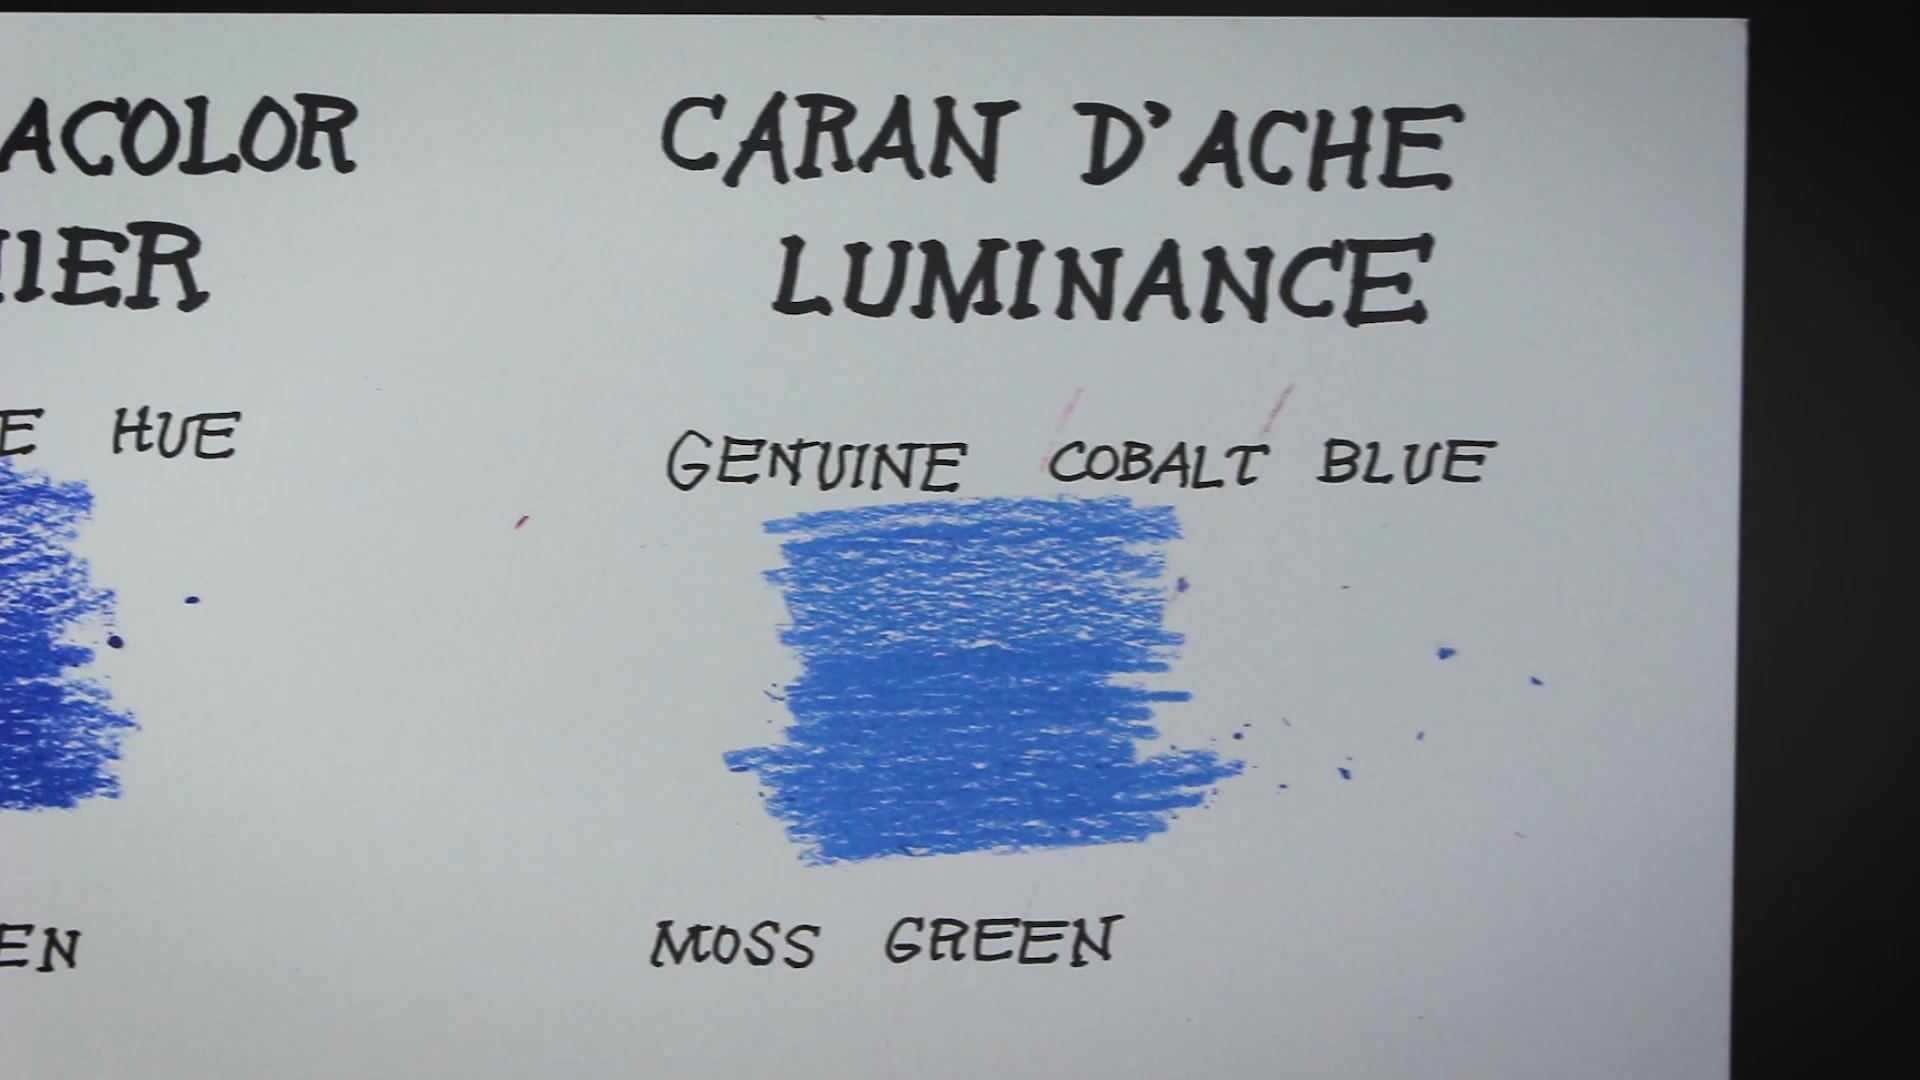 ACOLOR
IER
E HUE
EN
CARAN D'ACHE
LUMINANCE
GENUINE COBALT BLUE
MOSS GREEN